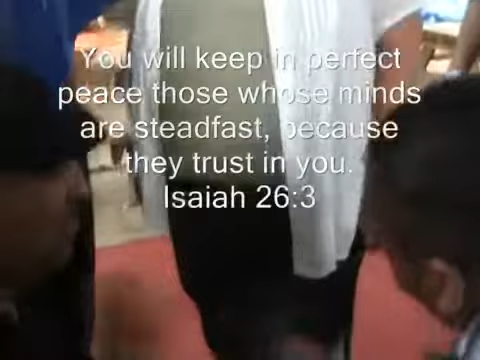 You will keep in perfect
peace those whose minds
are steadfast, because
they trust in you.
Isaiah 26:3